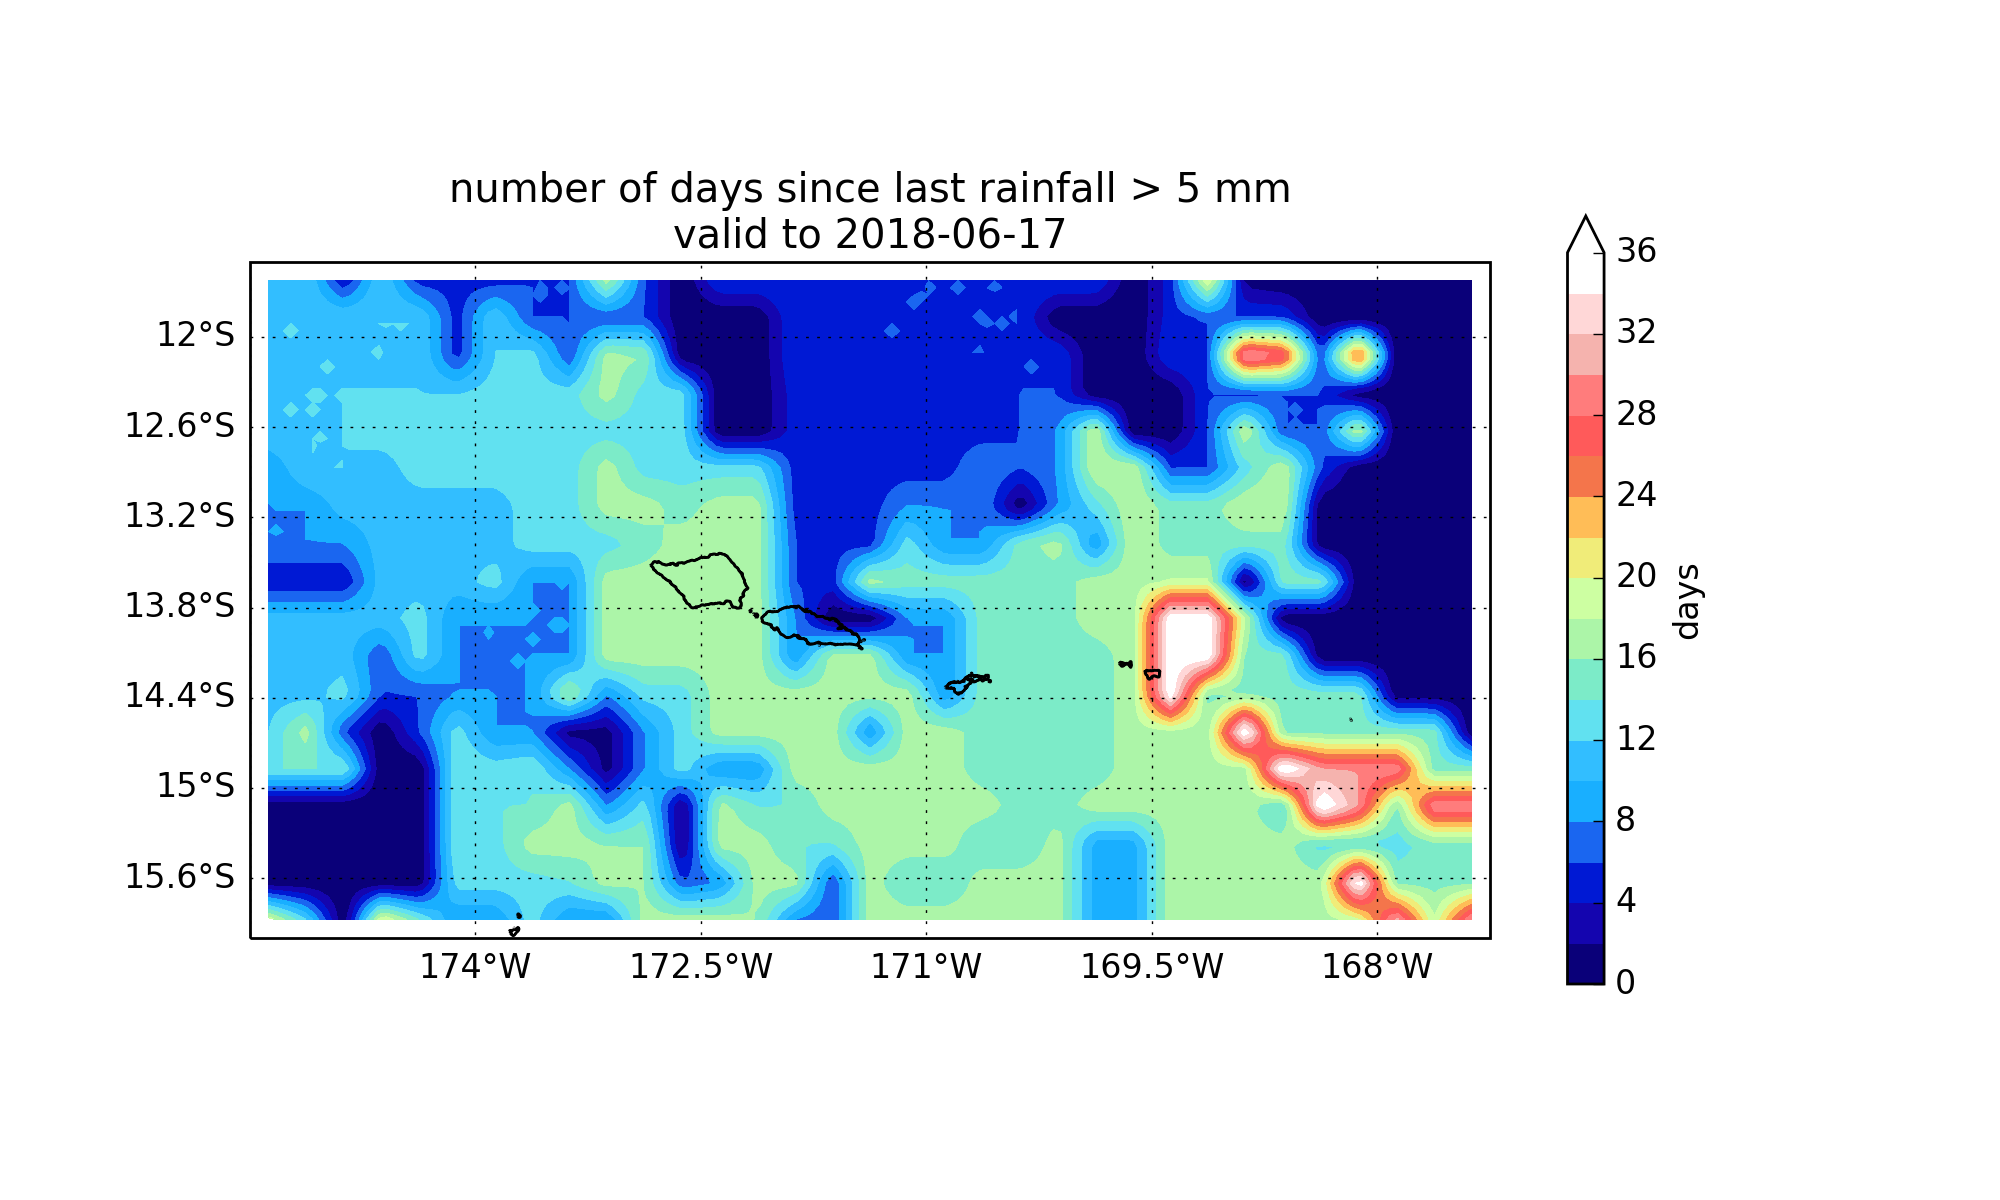 number of days since last rainfall > 5 mm
valid to 2018-06-17
12°S
12.6°S
13.2°S
13.8°S
14.4°S
15°S
15.6°S
174°W
172.5°W
171°W
169.5°W
168°W
36
32
28
24
20
16
12
8
4
0
days